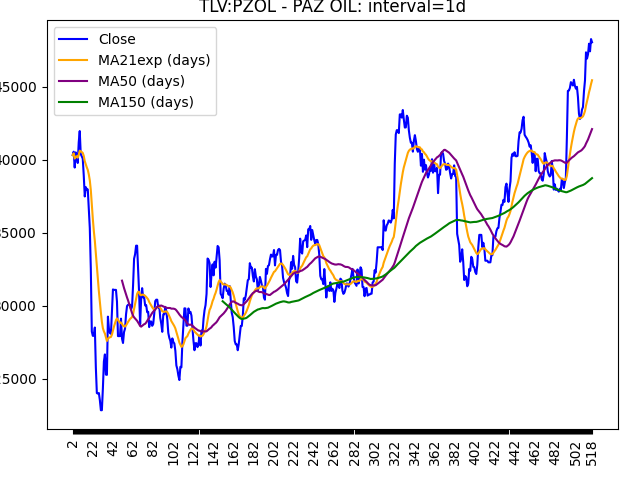 TLV:PZOL - PAZ OIL: interval=1d
Close
MA21exp (days)
MA50 (days)
MA150 (days)
45000
40000
35000
30000
25000
2 22 42 62 82 102 122 142 162 182 202 222 242 262 282 302 322 342 362 382 402 422 442 462 482 502 518